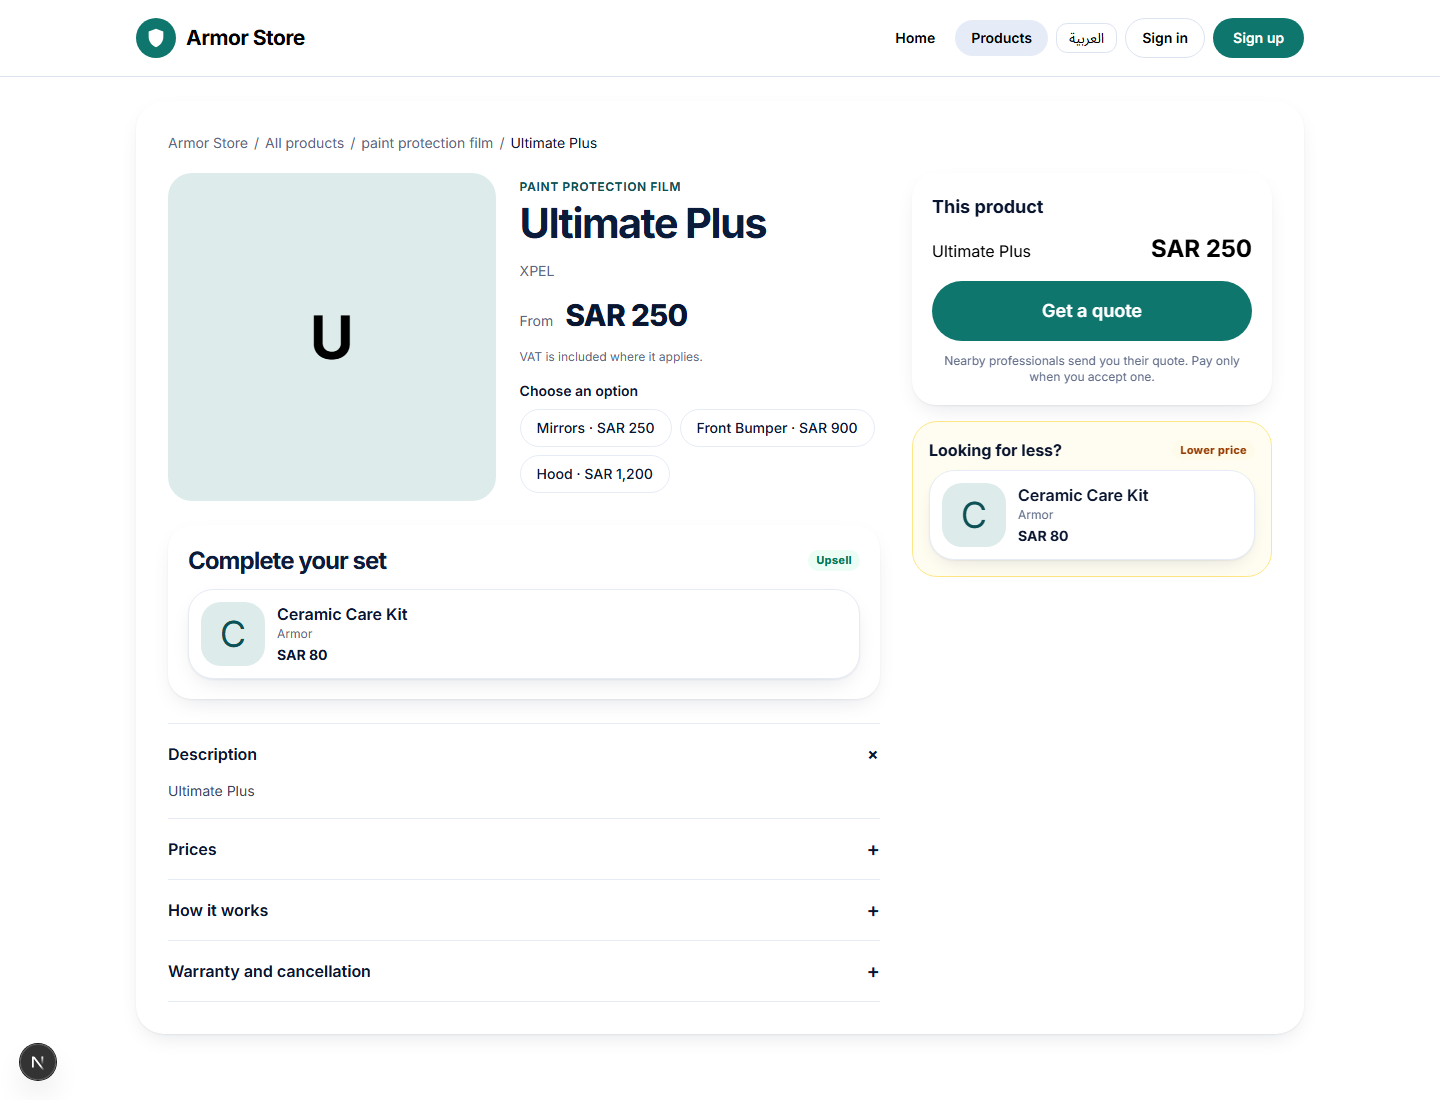 Armor Store
Home
Products
العربية
Sign in
Sign up
Armor Store / All products / paint protection film / Ultimate Plus
U
PAINT PROTECTION FILM
Ultimate Plus
XPEL
From SAR 250
VAT is included where it applies.
Choose an option
Mirrors · SAR 250
Front Bumper · SAR 900
Hood · SAR 1,200
This product
Ultimate Plus SAR 250
Get a quote
Nearby professionals send you their quote. Pay only
when you accept one.
Looking for less?
Lower price
C
Ceramic Care Kit
Armor
SAR 80
Complete your set
Upsell
C
Ceramic Care Kit
Armor
SAR 80
Description ×
Ultimate Plus
Prices +
How it works +
Warranty and cancellation +
N